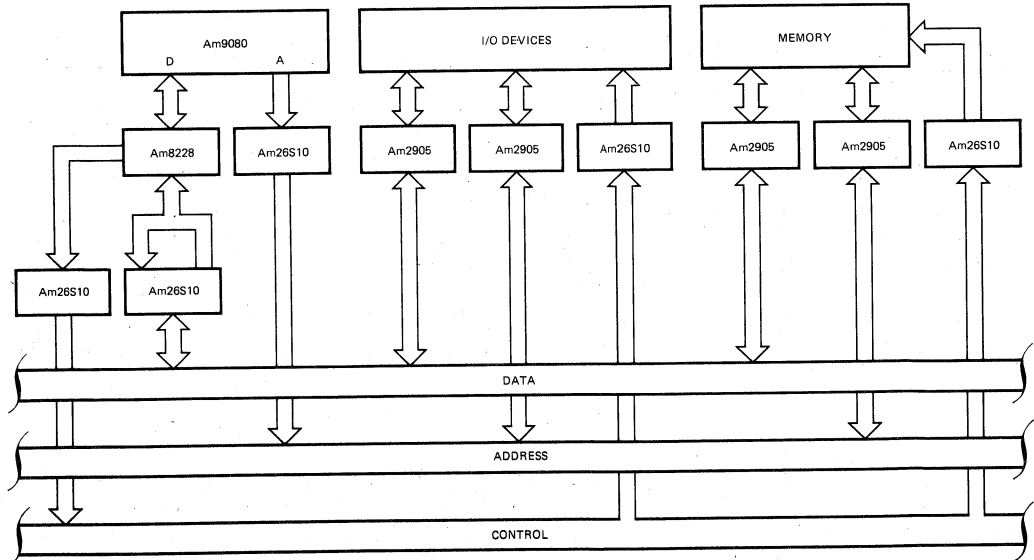 Am9080
D A
I/O DEVICES
MEMORY
Am8228
Am26S10
Am2905
Am2905
Am26S10
Am2905
Am2905
Am26S10
Am26S10
Am26S10
DATA
ADDRESS
CONTROL